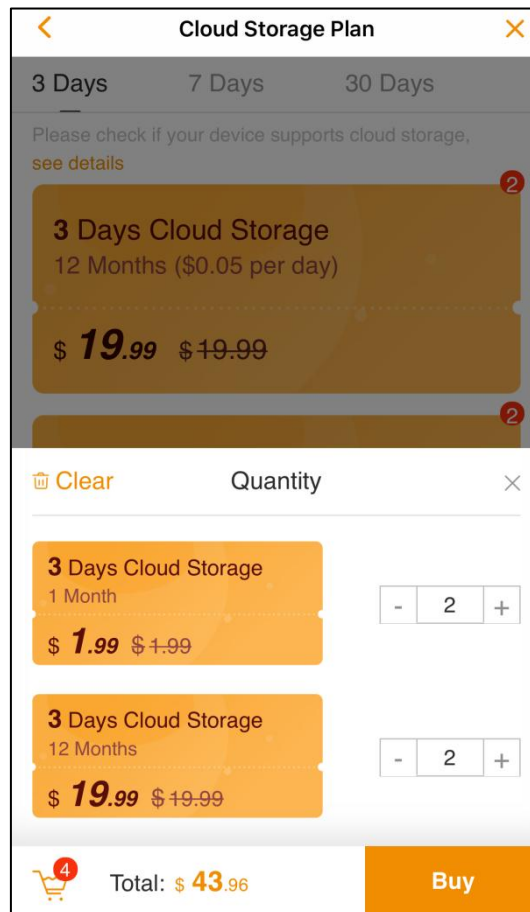 Cloud Storage Plan
3 Days 7 Days 30 Days
Please check if your device supports cloud storage,
see details
2
3 Days Cloud Storage
12 Months ($0.05 per day)
$ 19.99 $ 19.99
2
Clear Quantity
3 Days Cloud Storage
1 Month
$ 1.99 $ 1.99
- 2 +
3 Days Cloud Storage
12 Months
$ 19.99 $ 19.99
- 2 +
4
Total: $ 43.96 Buy